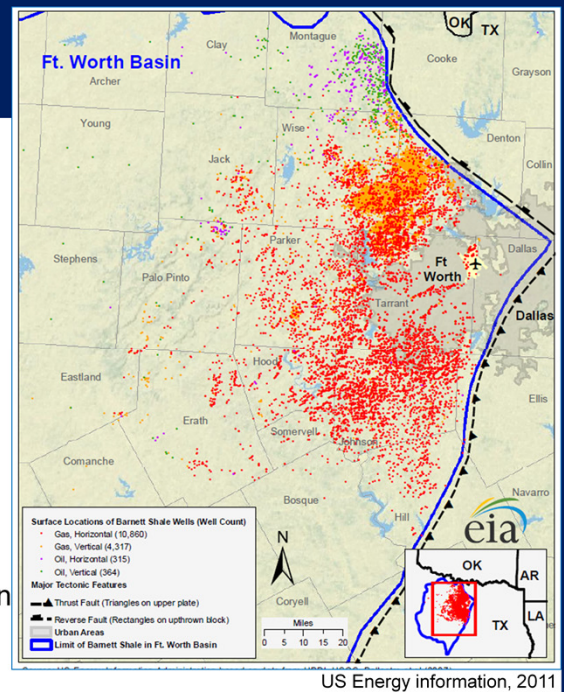 OK TX
Ft. Worth Basin
Clay
Montague
Cooke
Grayson
Archer
Young
Wise
Denton
Collin
Jack
Stephens
Palo Pinto
Parker
Ft
Worth
Dallas
Tarrant
Dallas
Eastland
Hood
Ellis
Erath
Somervell
Johnson
Comanche
Bosque
Navarro
Hill
eia
Surface Locations of Barnett Shale Wells (Well Count)
Gas, Horizontal (10,860)
Gas, Vertical (4,317)
Oil, Horizontal (315)
Oil, Vertical (364)
Major Tectonic Features
Thrust Fault (Triangles on upper plate)
Reverse Fault (Rectangles on upthrown block)
Urban Areas
Limit of Barnett Shale in Ft. Worth Basin
N
Coryell
Miles
0 5 10 15 20
OK
AR
TX
LA
n
US Energy information, 2011